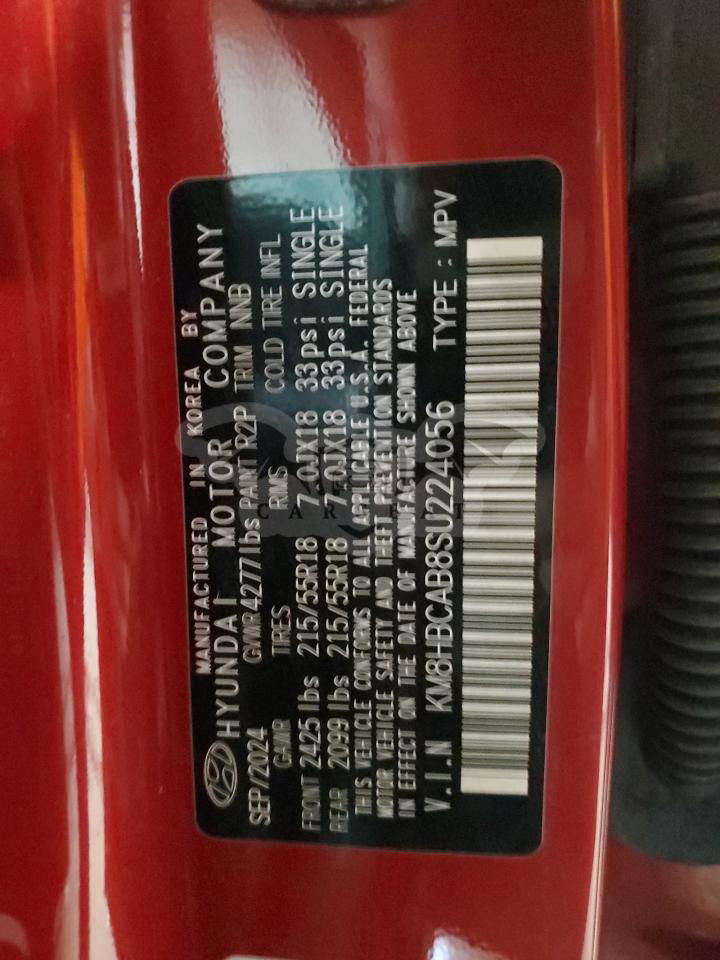 MANUFACTURED IN KOREA BY
HYUNDAI MOTOR COMPANY
SEP/2024 GVWR 4277 lbs PAINT R2P TRIM NNB
GAWR TIRES RIMS COLD TIRE INFL
FRONT 2425 lbs 215/55R18 7.0JX18 33psi SINGLE
REAR 2099 lbs 215/55R18 7.0JX18 33psi SINGLE
THIS VEHICLE CONFORMS TO ALL APPLICABLE U.S.A. FEDERAL
MOTOR VEHICLE SAFETY AND THEFT PREVENTION STANDARDS
IN EFFECT ON THE DATE OF MANUFACTURE SHOWN ABOVE
V.I.N KM8HBCAB8SU224056 TYPE : MPV